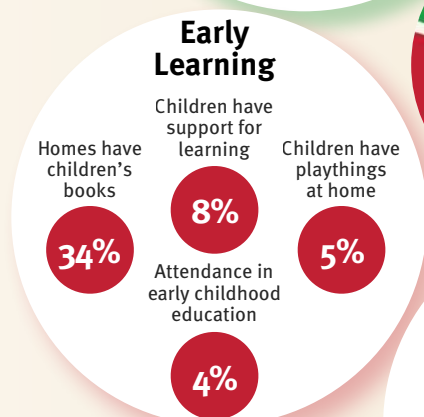 Early
Learning
Children have
support for
learning
8%
Homes have
children’s
books
34%
Children have
playthings
at home
5%
Attendance in
early childhood
education
4%